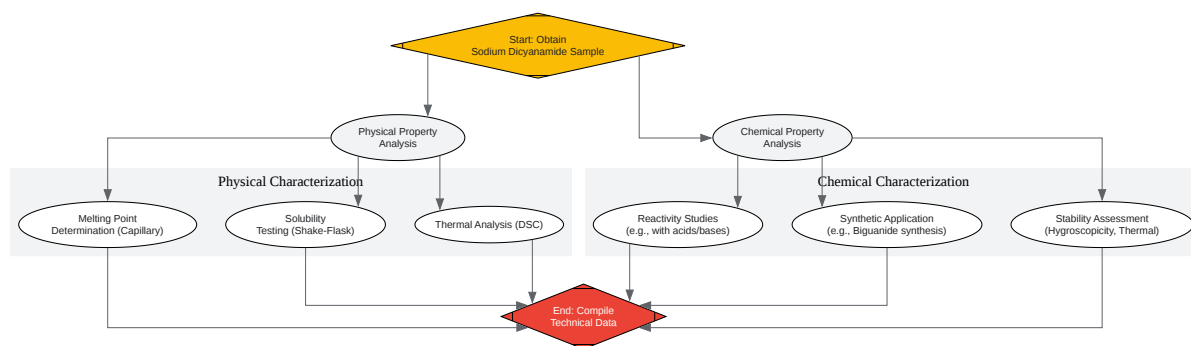 Start: Obtain
Sodium Dicyanamide Sample
Physical Property
Analysis
Chemical Property
Analysis
Physical Characterization
Chemical Characterization
Melting Point
Determination (Capillary)
Solubility
Testing (Shake-Flask)
Thermal Analysis (DSC)
Reactivity Studies
(e.g., with acids/bases)
Synthetic Application
(e.g., Biguanide synthesis)
Stability Assessment
(Hygroscopicity, Thermal)
End: Compile
Technical Data